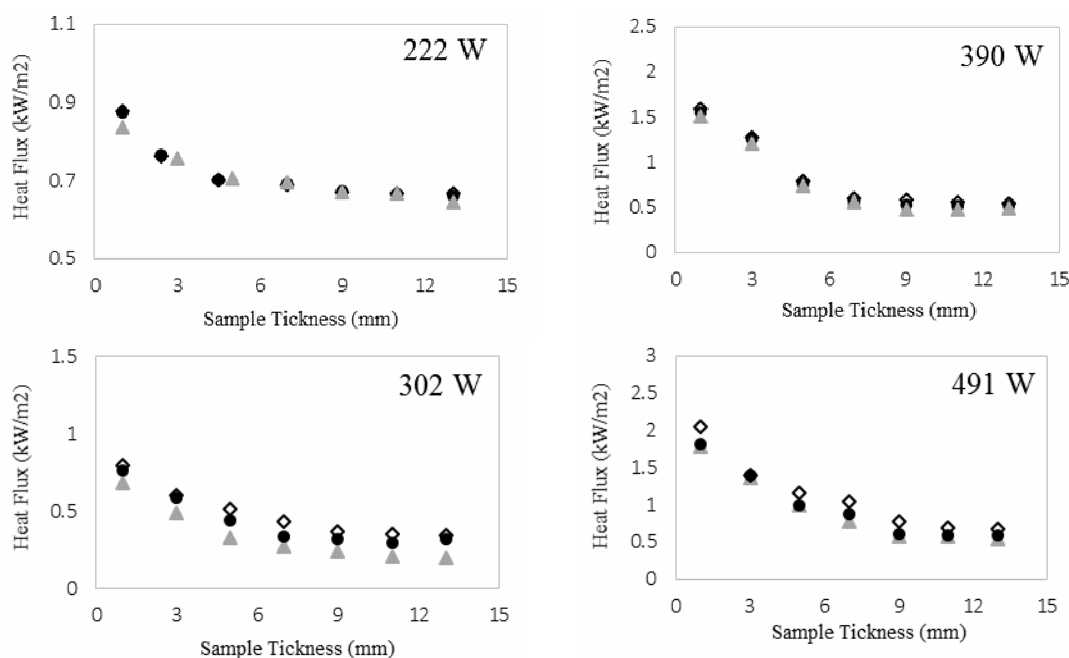 222 W
Heat Flux (kW/m2)
1.1
0.9
0.7
0.5
0 3 6 9 12 15
Sample Tickness (mm)
390 W
Heat Flux (kW/m2)
2.5
2
1.5
1
0.5
0
0 3 6 9 12 15
Sample Tickness (mm)
302 W
Heat Flux (kW/m2)
1.5
1
0.5
0
0 3 6 9 12 15
Sample Tickness (mm)
491 W
Heat Flux (kW/m2)
3
2.5
2
1.5
1
0.5
0
0 3 6 9 12 15
Sample Tickness (mm)